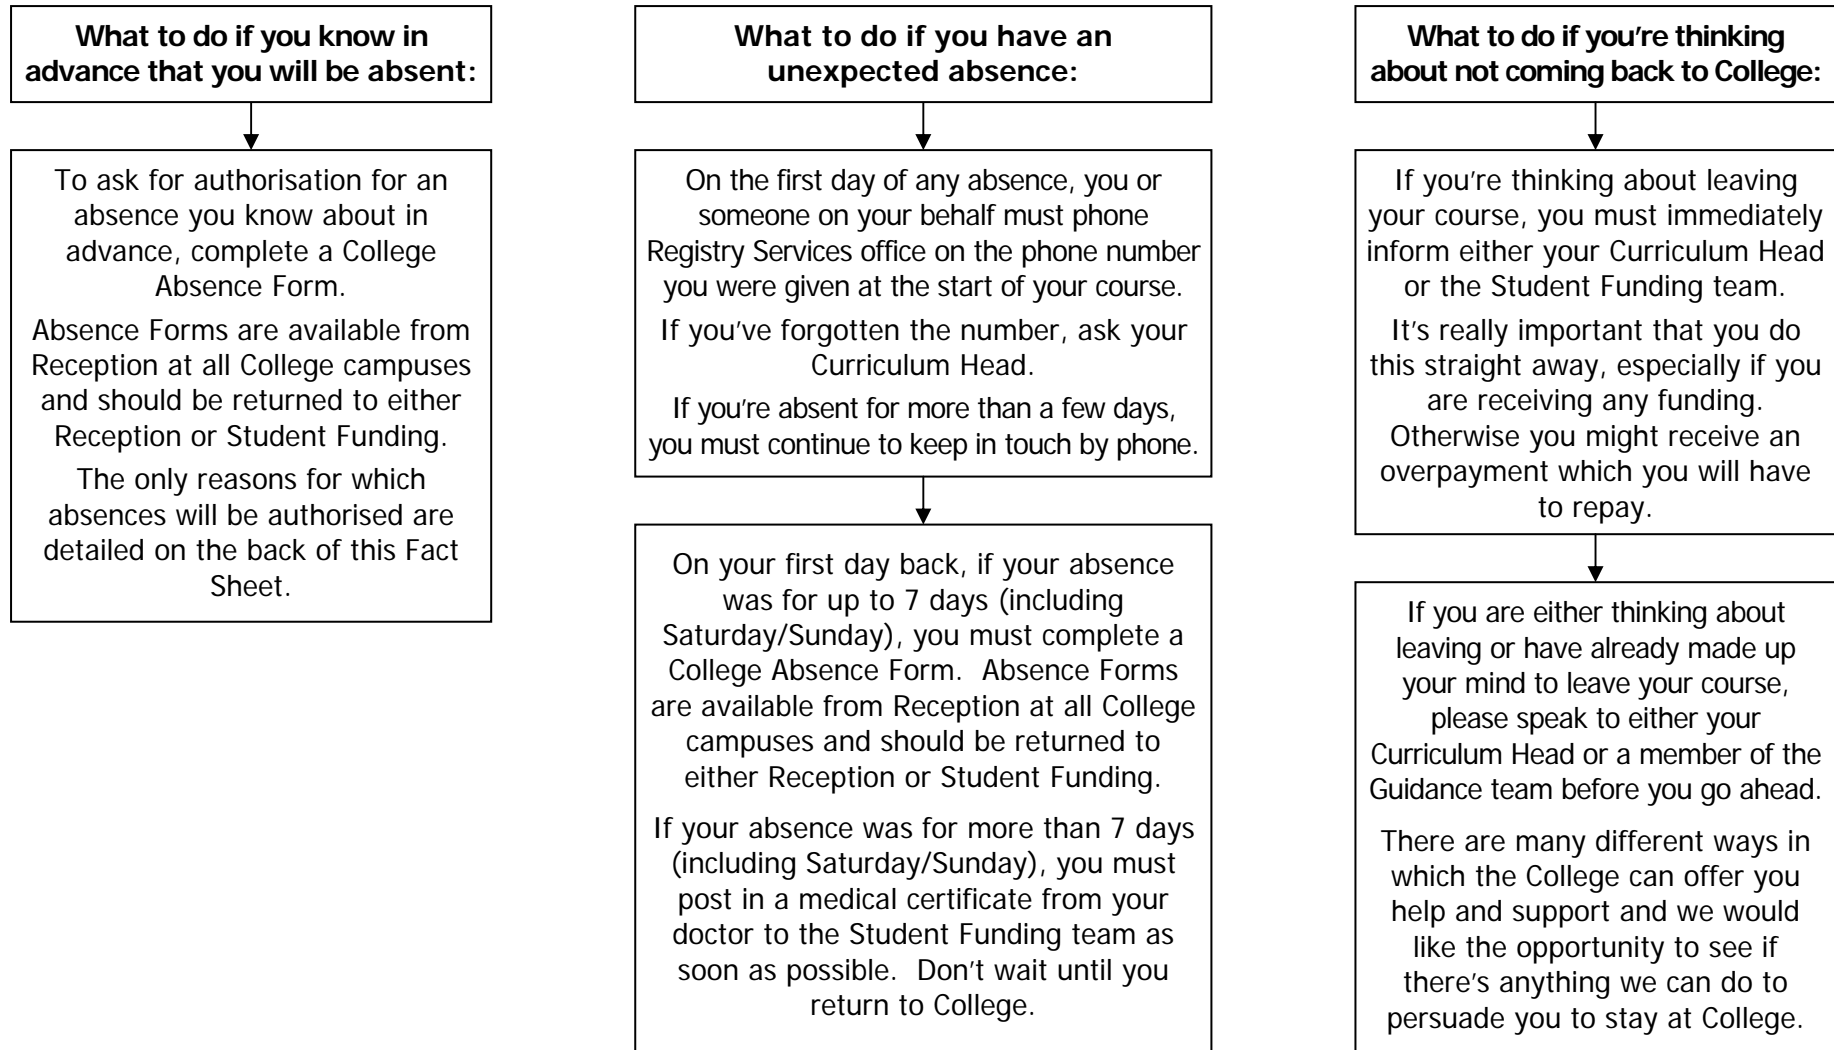 What to do if you know in
advance that you will be absent:
To ask for authorisation for an
absence you know about in
advance, complete a College
Absence Form.
Absence Forms are available from
Reception at all College campuses
and should be returned to either
Reception or Student Funding.
The only reasons for which
absences will be authorised are
detailed on the back of this Fact
Sheet.
What to do if you have an
unexpected absence:
On the first day of any absence, you or
someone on your behalf must phone
Registry Services office on the phone number
you were given at the start of your course.
If you've forgotten the number, ask your
Curriculum Head.
If you're absent for more than a few days,
you must continue to keep in touch by phone.
On your first day back, if your absence
was for up to 7 days (including
Saturday/Sunday), you must complete a
College Absence Form.  Absence Forms
are available from Reception at all College
campuses and should be returned to
either Reception or Student Funding.
If your absence was for more than 7 days
(including Saturday/Sunday), you must
post in a medical certificate from your
doctor to the Student Funding team as
soon as possible.  Don't wait until you
return to College.
What to do if you're thinking
about not coming back to College:
If you're thinking about leaving
your course, you must immediately
inform either your Curriculum Head
or the Student Funding team.
It's really important that you do
this straight away, especially if you
are receiving any funding.
Otherwise you might receive an
overpayment which you will have
to repay.
If you are either thinking about
leaving or have already made up
your mind to leave your course,
please speak to either your
Curriculum Head or a member of the
Guidance team before you go ahead.
There are many different ways in
which the College can offer you
help and support and we would
like the opportunity to see if
there's anything we can do to
persuade you to stay at College.